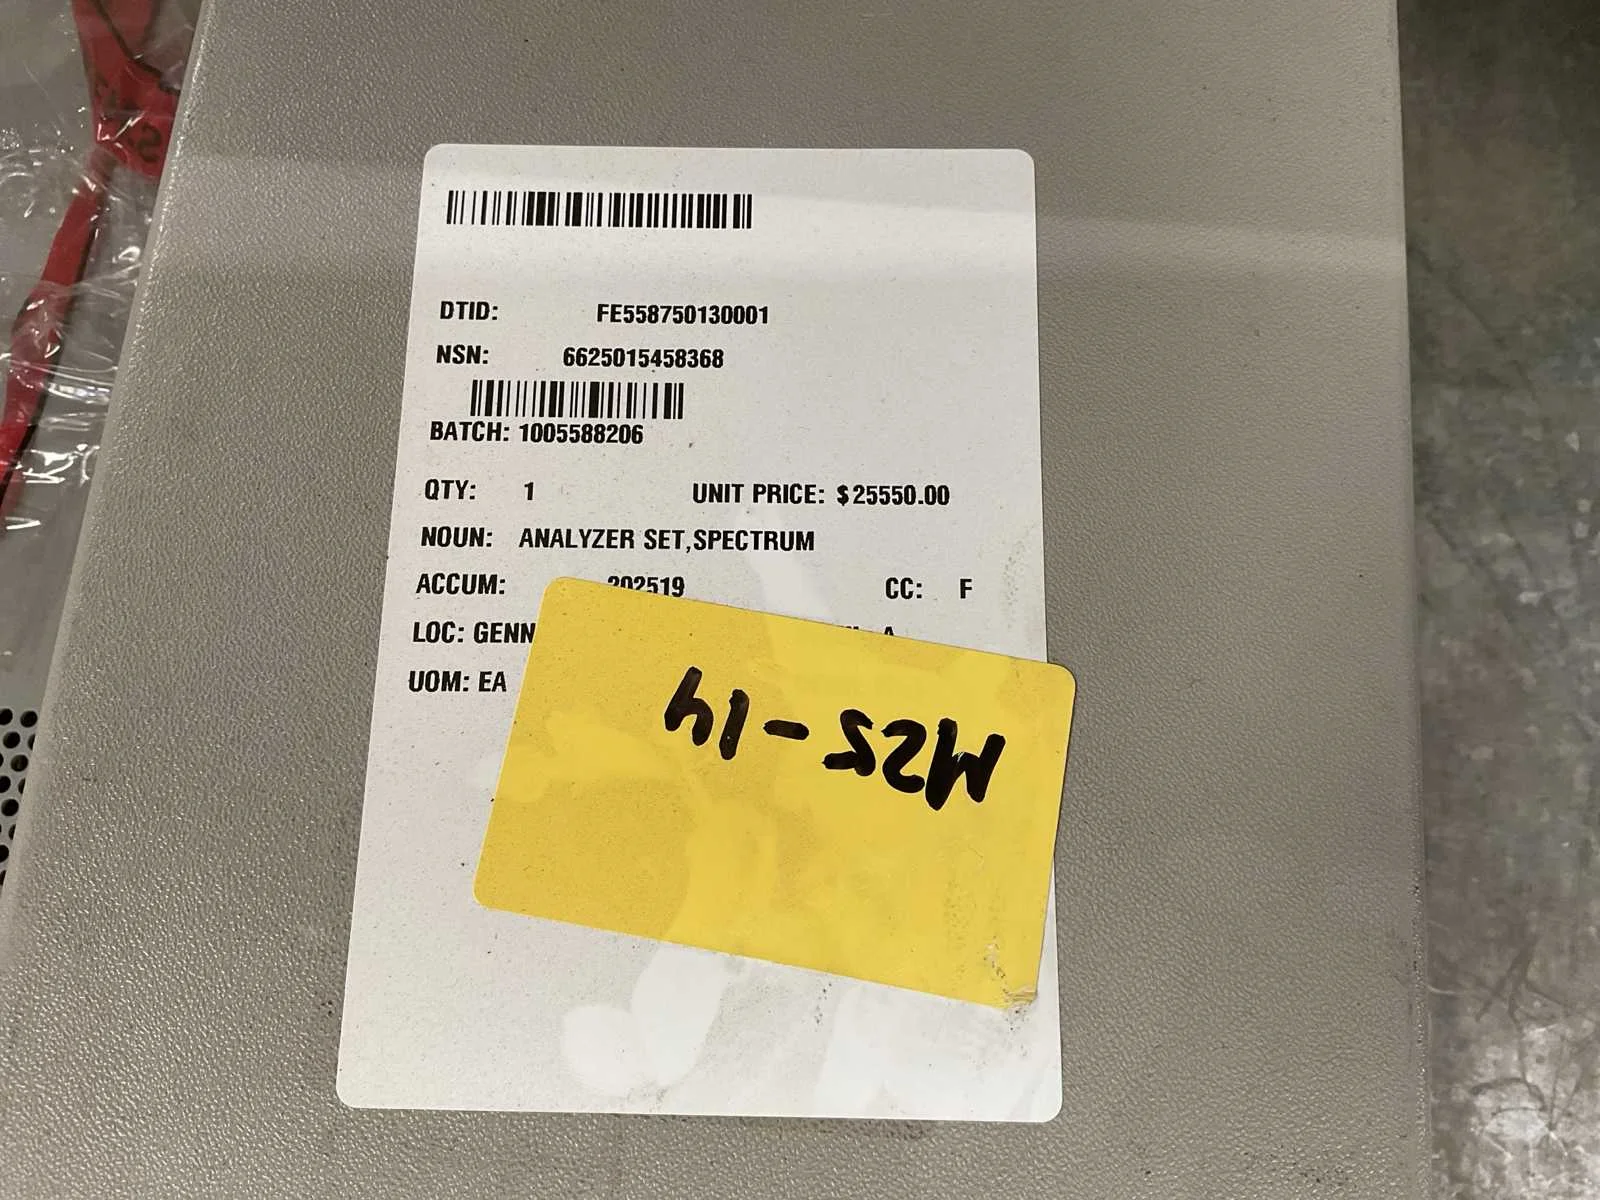 DTID: FE558750130001
NSN: 6625015458368
BATCH: 1005588206
QTY: 1 UNIT PRICE: $25550.00
NOUN: ANALYZER SET,SPECTRUM
ACCUM: 202519 CC: F
LOC: GENN A
UOM: EA
M25-14